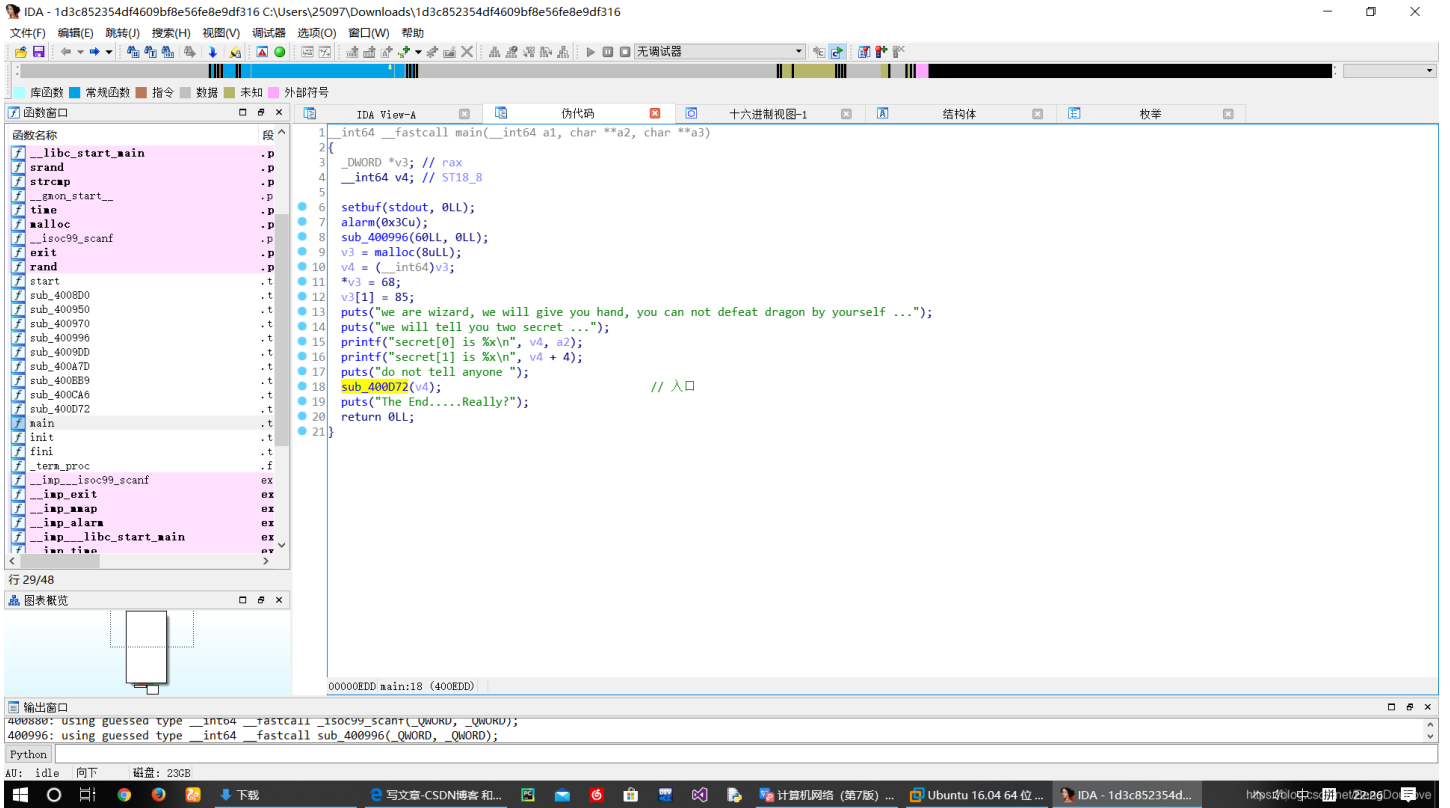 IDA - 1d3c852354df4609bf8e56fe8e9df316 C:\Users\25097\Downloads\1d3c852354df4609bf8e56fe8e9df316
文件(F) 编辑(E) 跳转(J) 搜索(H) 视图(V) 调试器 选项(O) 窗口(W) 帮助
无调试器
库函数 常规函数 指令 数据 未知 外部符号
函数窗口
函数名称 段
__libc_start_main .p
srand .p
strcmp .p
__gmon_start__ .p
time .p
malloc .p
__isoc99_scanf .p
exit .p
rand .p
start .t
sub_4008D0 .t
sub_400950 .t
sub_400970 .t
sub_400996 .t
sub_4009DD .t
sub_400A7D .t
sub_400BB9 .t
sub_400CA6 .t
sub_400D72 .t
main .t
init .t
fini .t
_term_proc .f
__imp___isoc99_scanf ex
__imp_exit ex
__imp_mmap ex
__imp_alarm ex
__imp___libc_start_main ex
__imp_time ex
行 29/48
图表概览
IDA View-A 伪代码 十六进制视图-1 结构体 枚举
1 __int64 __fastcall main(__int64 a1, char **a2, char **a3)
2 {
3 _DWORD *v3; // rax
4 __int64 v4; // ST18_8
5
6 setbuf(stdout, 0LL);
7 alarm(0x3Cu);
8 sub_400996(60LL, 0LL);
9 v3 = malloc(8uLL);
10 v4 = (__int64)v3;
11 *v3 = 68;
12 v3[1] = 85;
13 puts("we are wizard, we will give you hand, you can not defeat dragon by yourself ...");
14 puts("we will tell you two secret ...");
15 printf("secret[0] is %x\n", v4, a2);
16 printf("secret[1] is %x\n", v4 + 4);
17 puts("do not tell anyone ");
18 sub_400D72(v4); // 入口
19 puts("The End.....Really?");
20 return 0LL;
21 }
00000EDD main:18 (400EDD)
输出窗口
400880: using guessed type __int64 __fastcall _isoc99_scanf(_QWORD, _QWORD);
400996: using guessed type __int64 __fastcall sub_400996(_QWORD, _QWORD);
Python
AU: idle 向下 磁盘: 23GB
下载 写文章-CSDN博客 和... 计算机网络（第7版）... Ubuntu 16.04 64 位 ... IDA - 1d3c852354d... 22:26